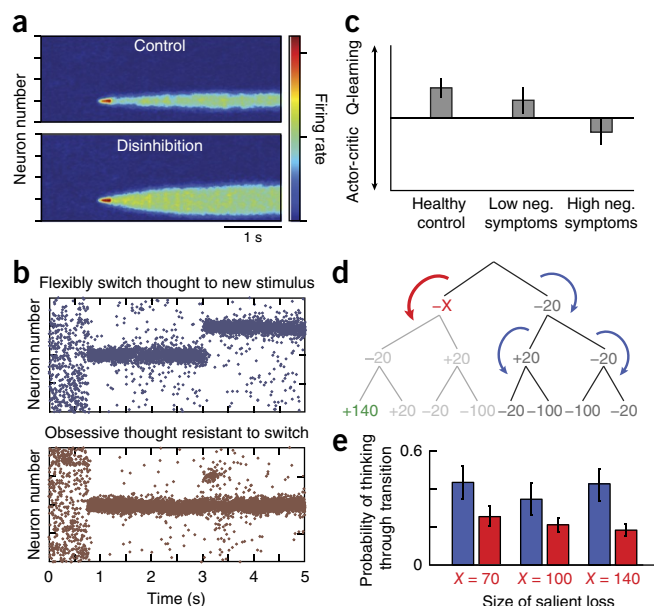 a
Control
Disinhibition
Neuron number
Firing rate
1 s
b
Flexibly switch thought to new stimulus
Neuron number
Obsessive thought resistant to switch
Neuron number
0 1 2 3 4 5
Time (s)
c
Actor-critic Q-learning
Healthy control
Low neg. symptoms
High neg. symptoms
d
–X –20
–20 +20 +20 –20
+140 +20 –20 –100 –20 –100 –100 –20
e
Probability of thinking
through transition
0.6
0
X = 70 X = 100 X = 140
Size of salient loss